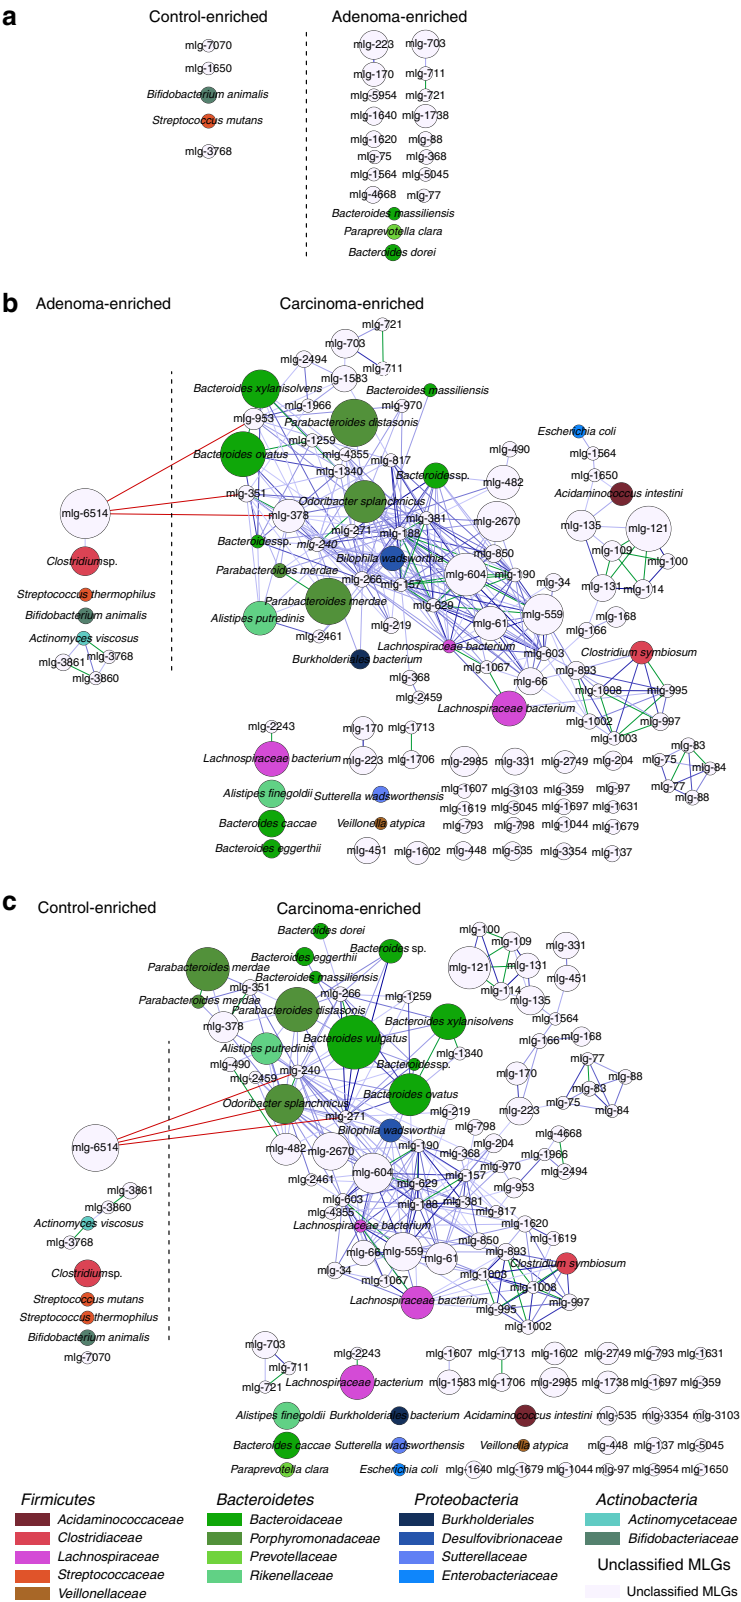 a
Control-enriched
Adenoma-enriched
mlg-7070
mlg-1650
Bifidobacterium animalis
Streptococcus mutans
mlg-3768
mlg-223
mlg-703
mlg-170
mlg-711
mlg-5954
mlg-721
mlg-1640
mlg-1738
mlg-1620
mlg-88
mlg-75
mlg-368
mlg-1564
mlg-5045
mlg-4668
mlg-77
Bacteroides massiliensis
Paraprevotella clara
Bacteroides dorei
b
Adenoma-enriched
Carcinoma-enriched
mlg-6514
Clostridiumsp.
Streptococcus thermophilus
Bifidobacterium animalis
Actinomyces viscosus
mlg-3861
mlg-3768
mlg-3860
mlg-721
mlg-703
mlg-2494
mlg-711
mlg-1583
Bacteroides xylanisolvens
Bacteroides massiliensis
mlg-1966
mlg-970
mlg-953
Parabacteroides distasonis
Escherichia coli
mlg-1259
mlg-490
Bacteroides ovatus
mlg-4355
mlg-817
mlg-1564
mlg-1340
Bacteroidessp.
mlg-482
mlg-1650
mlg-351
Odoribacter splanchnicus
Acidaminococcus intestini
mlg-378
mlg-381
mlg-2670
mlg-135
mlg-121
mlg-271
mlg-188
Bacteroidessp.
mlg-240
mlg-850
mlg-109
Bilophila wadsworthia
mlg-100
Parabacteroides merdae
mlg-266
mlg-157
mlg-604
mlg-190
mlg-34
mlg-131
mlg-114
Parabacteroides merdae
mlg-629
mlg-559
Alistipes putredinis
mlg-219
mlg-61
mlg-168
mlg-2461
mlg-166
Lachnospiraceae bacterium
mlg-603
Clostridium symbiosum
Burkholderiales bacterium
mlg-1067
mlg-893
mlg-368
mlg-66
mlg-1008
mlg-995
mlg-2459
Lachnospiraceae bacterium
mlg-1002
mlg-997
mlg-1003
mlg-2243
mlg-170
mlg-1713
mlg-83
Lachnospiraceae bacterium
mlg-223
mlg-1706
mlg-2985
mlg-331
mlg-2749
mlg-204
mlg-75
mlg-84
mlg-77
mlg-88
Alistipes finegoldii
Sutterella wadsworthensis
mlg-1607
mlg-3103
mlg-359
mlg-97
mlg-1619
mlg-5045
mlg-1697
mlg-1631
Bacteroides caccae
Veillonella atypica
mlg-793
mlg-798
mlg-1044
mlg-1679
Bacteroides eggerthii
mlg-451
mlg-1602
mlg-448
mlg-535
mlg-3354
mlg-137
c
Control-enriched
Carcinoma-enriched
mlg-6514
mlg-3861
mlg-3860
Actinomyces viscosus
mlg-3768
Clostridiumsp.
Streptococcus mutans
Streptococcus thermophilus
Bifidobacterium animalis
mlg-7070
Bacteroides dorei
mlg-100
mlg-109
Bacteroides sp.
mlg-331
Bacteroides eggerthii
Parabacteroides merdae
mlg-121
mlg-131
Bacteroides massiliensis
mlg-451
mlg-351
mlg-266
mlg-114
Parabacteroides merdae
mlg-1259
mlg-135
Parabacteroides distasonis
mlg-378
Bacteroides xylanisolvens
mlg-1564
Bacteroides vulgatus
mlg-166
mlg-168
Alistipes putredinis
mlg-1340
mlg-77
mlg-490
mlg-240
Bacteroidessp.
mlg-2459
mlg-170
mlg-88
mlg-83
Bacteroides ovatus
Odoribacter splanchnicus
mlg-75
mlg-84
mlg-271
mlg-219
mlg-223
Bilophila wadsworthia
mlg-798
mlg-4668
mlg-482
mlg-2670
mlg-190
mlg-204
mlg-368
mlg-1966
mlg-604
mlg-970
mlg-2494
mlg-2461
mlg-157
mlg-629
mlg-953
mlg-603
mlg-188
mlg-381
mlg-4355
mlg-817
Lachnospiraceae bacterium
mlg-1620
mlg-850
mlg-1619
mlg-66
mlg-559
mlg-61
mlg-893
Clostridium symbiosum
mlg-34
mlg-1067
mlg-1003
mlg-1008
Lachnospiraceae bacterium
mlg-995
mlg-997
mlg-1002
mlg-703
mlg-2243
mlg-1607
mlg-1713
mlg-1602
mlg-2749
mlg-793
mlg-1631
mlg-711
mlg-721
Lachnospiraceae bacterium
mlg-1583
mlg-1706
mlg-2985
mlg-1738
mlg-1697
mlg-359
Alistipes finegoldii
Burkholderiales bacterium
Acidaminococcus intestini
mlg-535
mlg-3354
mlg-3103
Bacteroides caccae
Sutterella wadsworthensis
Veillonella atypica
mlg-448
mlg-137
mlg-5045
Paraprevotella clara
Escherichia coli
mlg-1640
mlg-1679
mlg-1044
mlg-97
mlg-5954
mlg-1650
Firmicutes
Acidaminococcaceae
Clostridiaceae
Lachnospiraceae
Streptococcaceae
Veillonellaceae
Bacteroidetes
Bacteroidaceae
Porphyromonadaceae
Prevotellaceae
Rikenellaceae
Proteobacteria
Burkholderiales
Desulfovibrionaceae
Sutterellaceae
Enterobacteriaceae
Actinobacteria
Actinomycetaceae
Bifidobacteriaceae
Unclassified MLGs
Unclassified MLGs